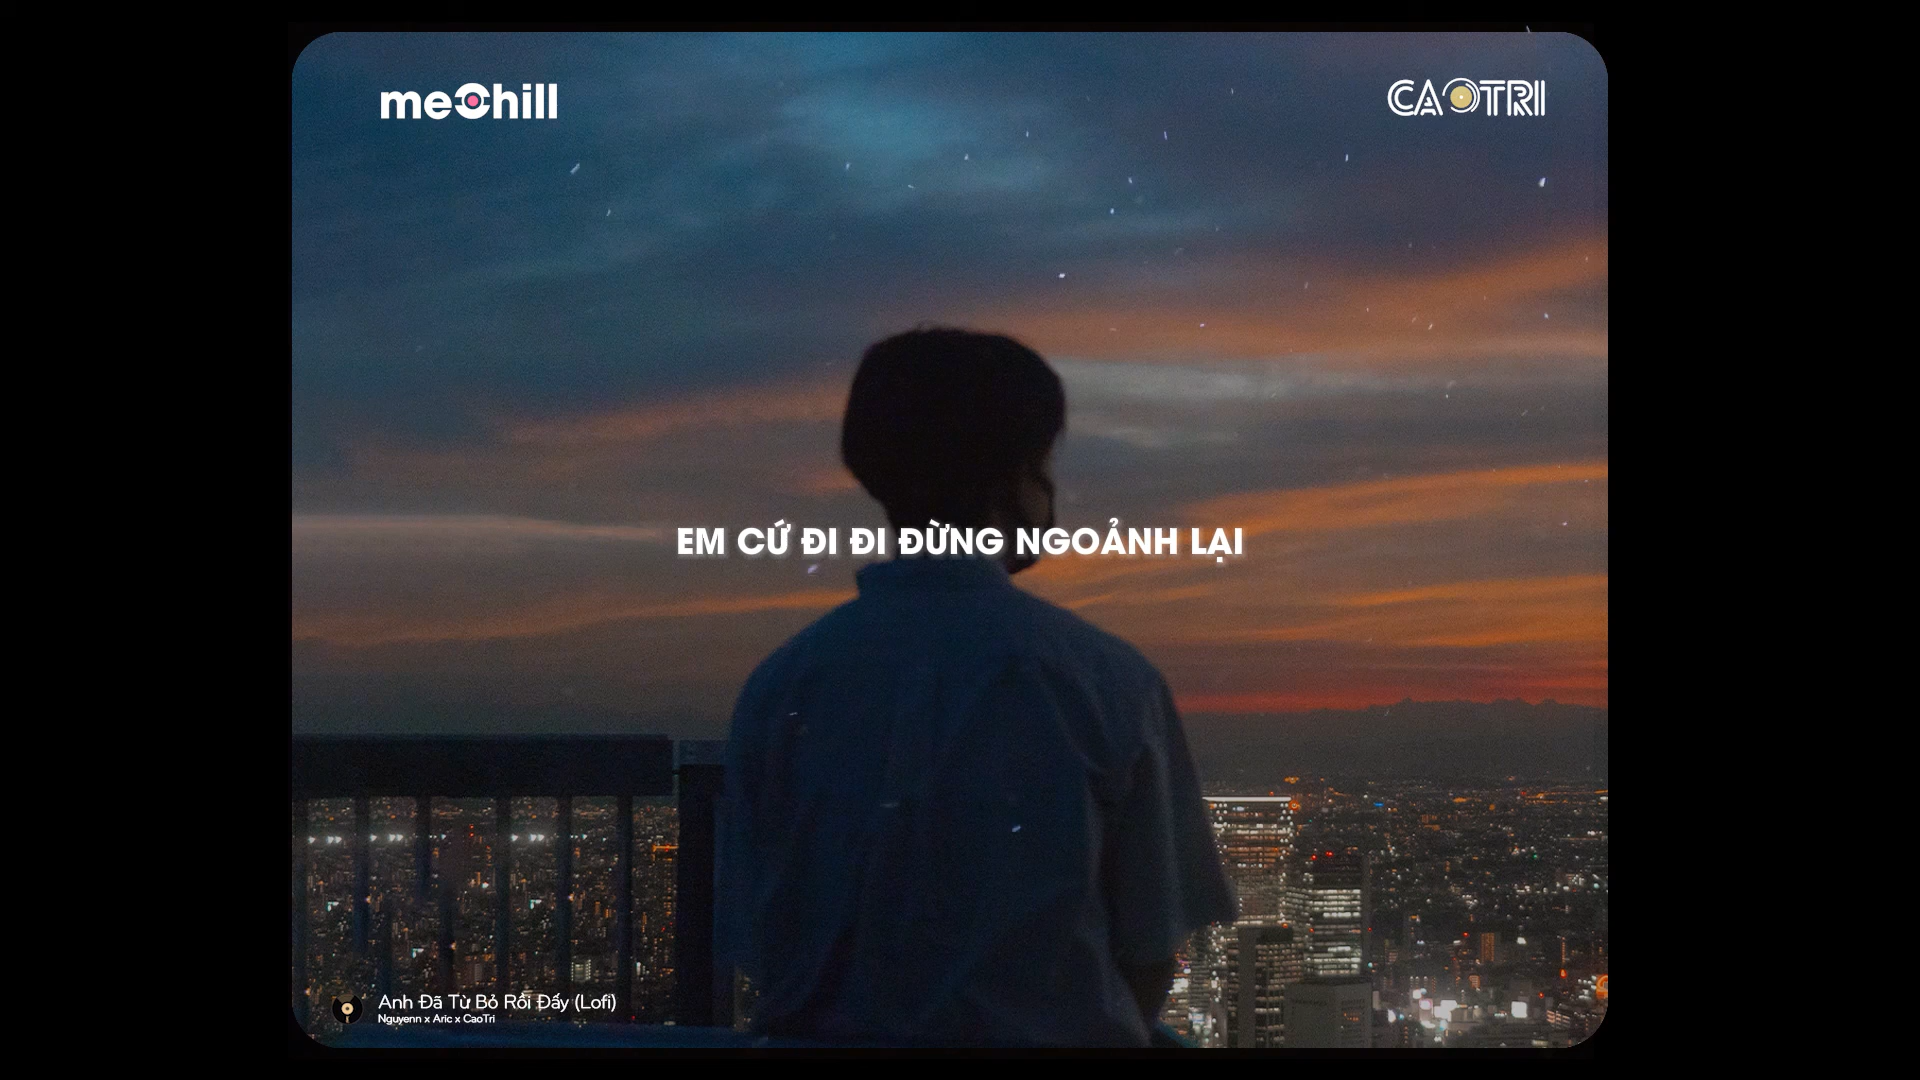 meChill
CAOTRI
EM CỨ ĐI ĐI ĐỪNG NGOẢNH LẠI
Anh Đã Từ Bỏ Rồi Đấy (Lofi)
Nguyenn x Aric x CaoTri